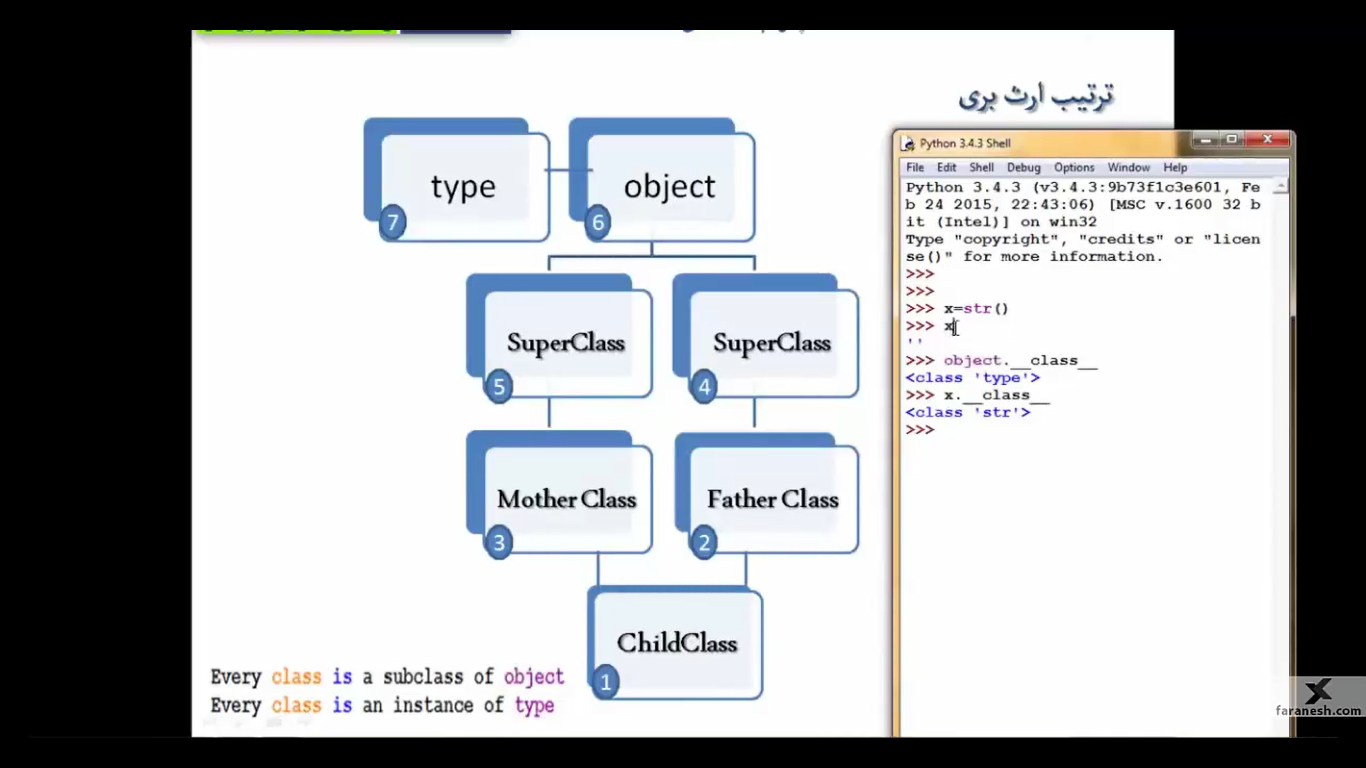 ترتیب ارث بری
type
7
object
6
SuperClass
5
SuperClass
4
Mother Class
3
Father Class
2
ChildClass
1
Every class is a subclass of object
Every class is an instance of type
Python 3.4.3 Shell
File Edit Shell Debug Options Window Help
Python 3.4.3 (v3.4.3:9b73f1c3e601, Fe
b 24 2015, 22:43:06) [MSC v.1600 32 b
it (Intel)] on win32
Type "copyright", "credits" or "licen
se()" for more information.
>>>
>>>
>>> x=str()
>>> x
''
>>> object.__class__
<class 'type'>
>>> x.__class__
<class 'str'>
>>>
faranesh.com